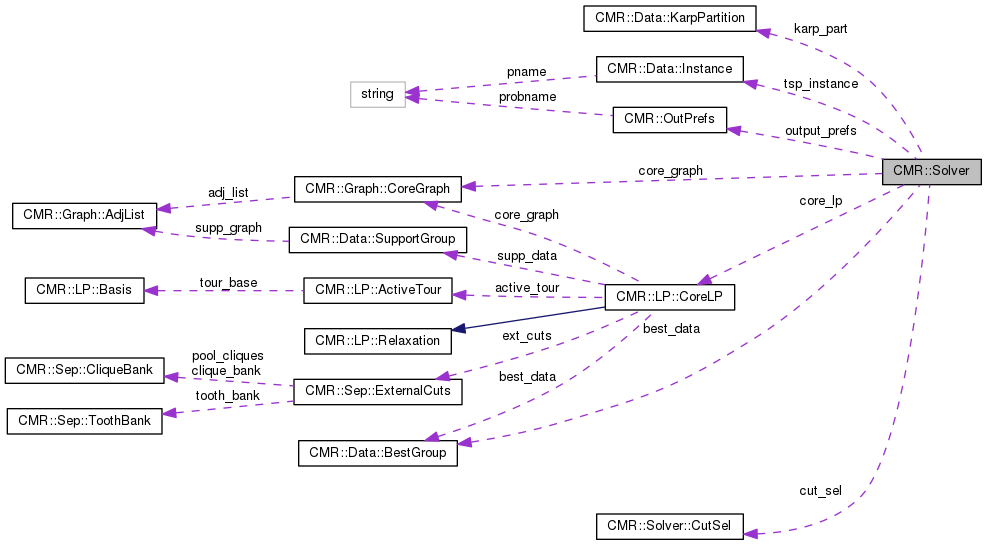 CMR::Data::KarpPartition
karp_part
CMR::Data::Instance
pname
tsp_instance
string
probname
CMR::OutPrefs
output_prefs
CMR::Solver
core_graph
CMR::Graph::CoreGraph
adj_list
core_lp
CMR::Graph::AdjList
core_graph
supp_graph
CMR::Data::SupportGroup
supp_data
CMR::LP::Basis
tour_base
CMR::LP::ActiveTour
active_tour
CMR::LP::CoreLP
best_data
CMR::LP::Relaxation
ext_cuts
pool_cliques
clique_bank
CMR::Sep::CliqueBank
best_data
CMR::Sep::ExternalCuts
tooth_bank
CMR::Sep::ToothBank
CMR::Data::BestGroup
cut_sel
CMR::Solver::CutSel